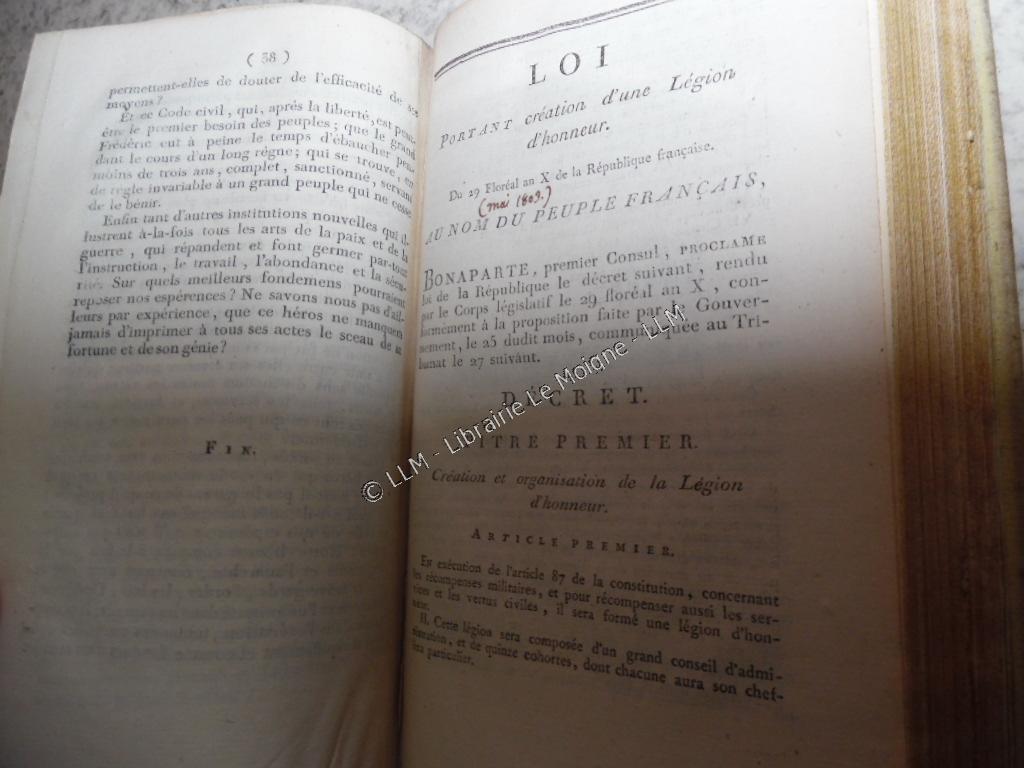 ( 38 )
permettent-elles de douter de l'efficacité de ses
moyens ?
Et ce Code civil, qui, après la liberté, est peut-
être le premier besoin des peuples ; que le grand
Frédéric eut à peine le temps d'ébaucher pen-
dant le cours d'un long règne ; qui se trouve, en
moins de trois ans, complet, sanctionné, servant
de règle invariable à un grand peuple qui ne cesse
de le bénir.
Enfin tant d'autres institutions nouvelles qui il-
lustrent à-la-fois tous les arts de la paix et de la
guerre , qui répandent et font germer par-tout
l'instruction , le travail , l'abondance et la sécu-
rité. Sur quels meilleurs fondemens pourraient
reposer nos espérences ? Ne savons nous pas d'ail-
leurs par expérience, que ce héros ne manquera
jamais d'imprimer à tous ses actes le sceau de sa
fortune et de son génie ?
FIN.
LOI
PORTANT création d'une Légion
d'honneur.
Du 29 Floréal an X de la République française.
(mai 1803.)
AU NOM DU PEUPLE FRANÇAIS,
BONAPARTE, premier Consul, PROCLAME
loi de la République le décret suivant , rendu
par le Corps législatif le 29 floréal an X , con-
formément à la proposition faite par le Gouver-
nement, le 25 dudit mois, communiquée au Tri-
bunat le 27 suivant.
DÉCRET.
TITRE PREMIER.
Création et organisation de la Légion
d'honneur.
ARTICLE PREMIER.
En exécution de l'article 87 de la constitution, concernant
les récompenses militaires, et pour récompenser aussi les ser-
vices et les vertus civiles , il sera formé une légion d'hon-
neur.
II. Cette légion sera composée d'un grand conseil d'admi-
nistration, et de quinze cohortes, dont chacune aura son chef-
lieu particulier.
© LLM - Librairie Le Moigne - LLM